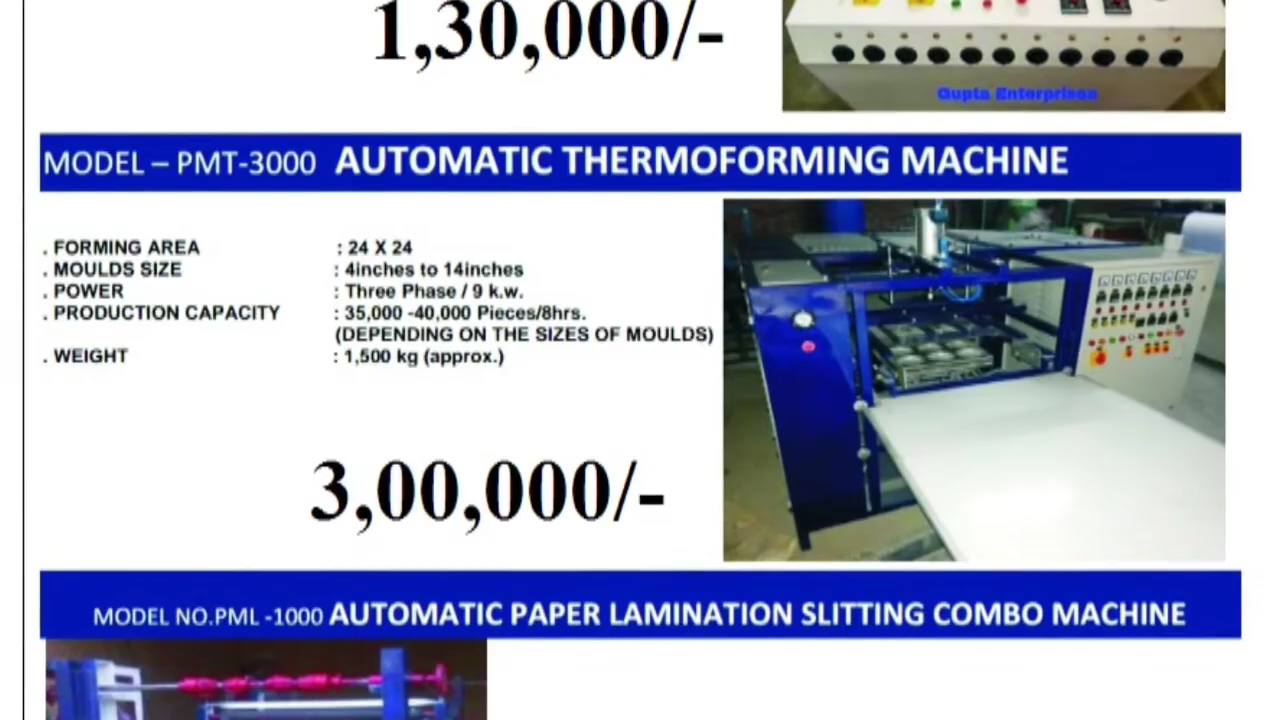 1,30,000/-
Gupta Enterprises
MODEL – PMT-3000 AUTOMATIC THERMOFORMING MACHINE
. FORMING AREA : 24 X 24
. MOULDS SIZE : 4inches to 14inches
. POWER : Three Phase / 9 k.w.
. PRODUCTION CAPACITY : 35,000 -40,000 Pieces/8hrs.
(DEPENDING ON THE SIZES OF MOULDS)
. WEIGHT : 1,500 kg (approx.)
3,00,000/-
MODEL NO.PML -1000 AUTOMATIC PAPER LAMINATION SLITTING COMBO MACHINE